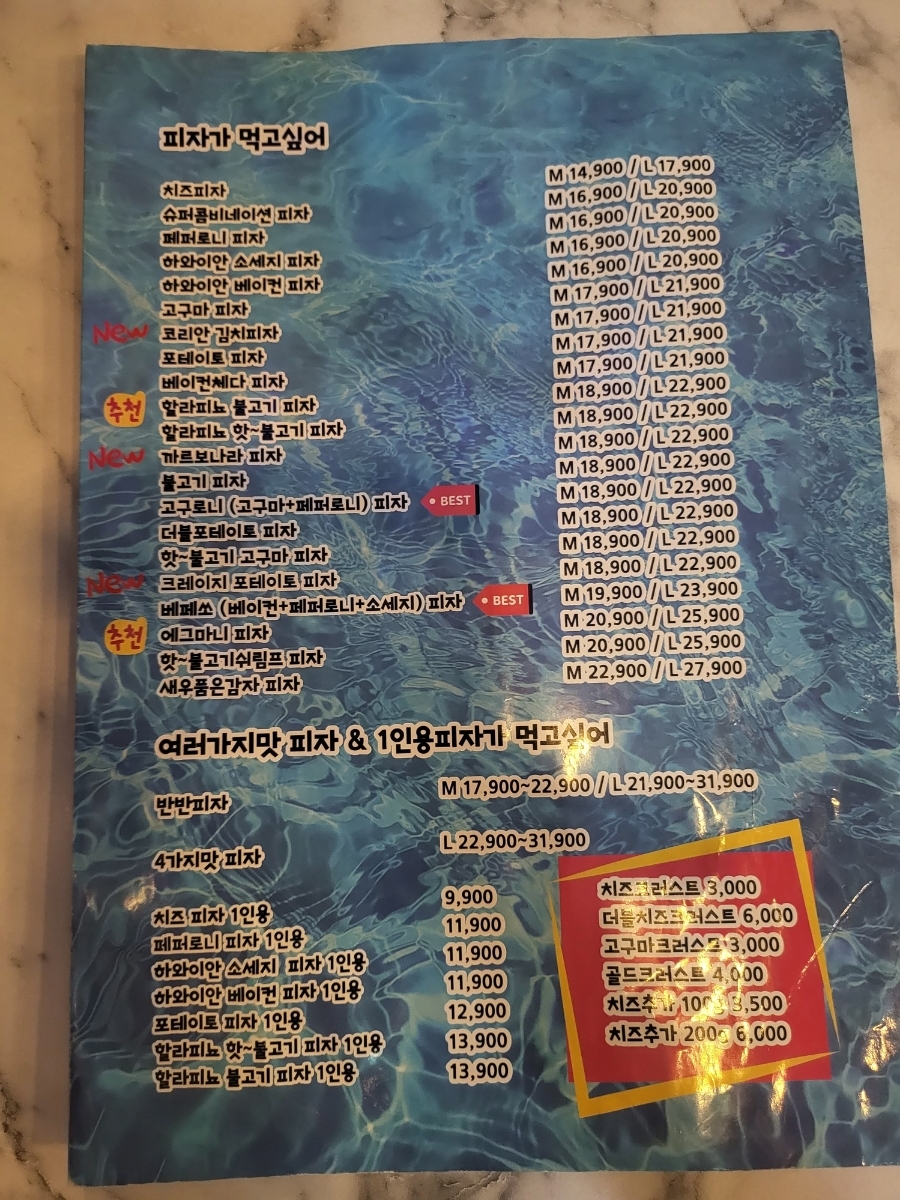 피자가 먹고싶어
치즈피자 M 14,900 / L 17,900
슈퍼콤비네이션 피자 M 16,900 / L 20,900
페퍼로니 피자 M 16,900 / L 20,900
하와이안 소세지 피자 M 16,900 / L 20,900
하와이안 베이컨 피자 M 16,900 / L 20,900
고구마 피자 M 17,900 / L 21,900
New 코리안 김치피자 M 17,900 / L 21,900
포테이토 피자 M 17,900 / L 21,900
베이컨체다 피자 M 17,900 / L 21,900
추천 할라피뇨 불고기 피자 M 18,900 / L 22,900
할라피뇨 핫~불고기 피자 M 18,900 / L 22,900
New 까르보나라 피자 M 18,900 / L 22,900
불고기 피자 M 18,900 / L 22,900
고구로니 (고구마+페퍼로니) 피자 BEST M 18,900 / L 22,900
더블포테이토 피자 M 18,900 / L 22,900
핫~불고기 고구마 피자 M 18,900 / L 22,900
New 크레이지 포테이토 피자 M 18,900 / L 22,900
베페쏘 (베이컨+페퍼로니+소세지) 피자 BEST M 19,900 / L 23,900
추천 에그마니 피자 M 20,900 / L 25,900
핫~불고기쉬림프 피자 M 20,900 / L 25,900
새우품은감자 피자 M 22,900 / L 27,900
여러가지맛 피자 & 1인용피자가 먹고싶어
반반피자 M 17,900~22,900 / L 21,900~31,900
4가지맛 피자 L 22,900~31,900
치즈 피자 1인용 9,900
페퍼로니 피자 1인용 11,900
하와이안 소세지 피자 1인용 11,900
하와이안 베이컨 피자 1인용 11,900
포테이토 피자 1인용 12,900
할라피뇨 핫~불고기 피자 1인용 13,900
할라피뇨 불고기 피자 1인용 13,900
치즈크러스트 3,000
더블치즈크러스트 6,000
고구마크러스트 3,000
골드크러스트 4,000
치즈추가 100g 3,500
치즈추가 200g 6,000